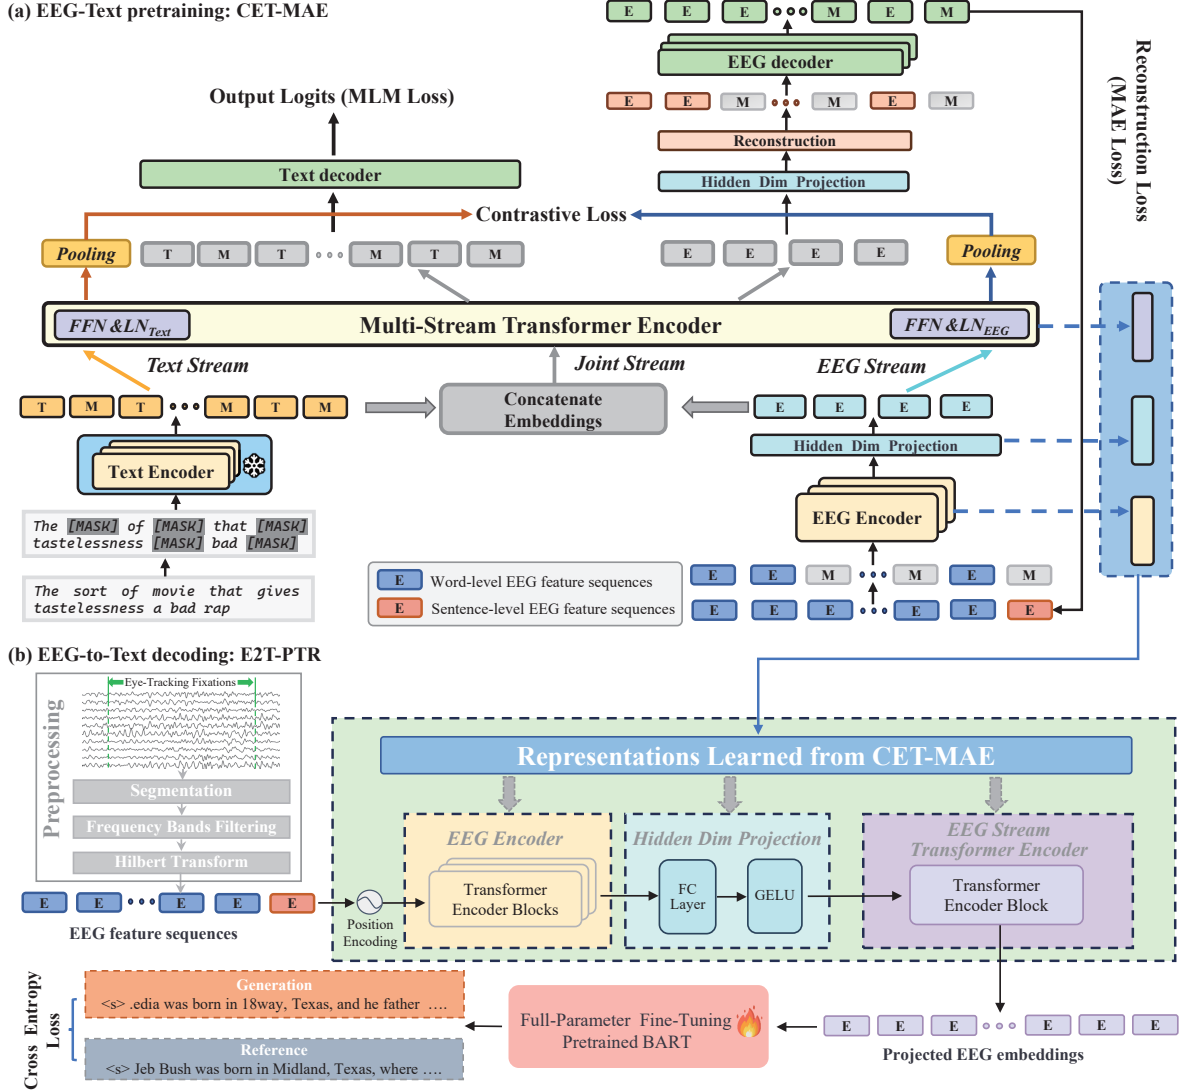 (a) EEG-Text pretraining: CET-MAE
E E E M E M
EEG decoder
E E M M E M
Reconstruction
Hidden Dim Projection
Reconstruction Loss
(MAE Loss)
Output Logits (MLM Loss)
Text decoder
Contrastive Loss
Pooling
T M T M T M
E E E E
Pooling
FFN &LN_Text
Multi-Stream Transformer Encoder
FFN &LN_EEG
Text Stream
Joint Stream
EEG Stream
T M T M T M
Concatenate
Embeddings
E E E E
Hidden Dim Projection
Text Encoder
EEG Encoder
The [MASK] of [MASK] that [MASK]
tastelessness [MASK] bad [MASK]
The sort of movie that gives
tastelessness a bad rap
E Word-level EEG feature sequences
E Sentence-level EEG feature sequences
E E M M E M
E E E E E E
(b) EEG-to-Text decoding: E2T-PTR
Preprocessing
Eye-Tracking Fixations
Segmentation
Frequency Bands Filtering
Hilbert Transform
E E E E E
EEG feature sequences
Position
Encoding
Representations Learned from CET-MAE
EEG Encoder
Transformer
Encoder Blocks
Hidden Dim Projection
FC
Layer
GELU
EEG Stream
Transformer Encoder
Transformer
Encoder Block
Cross Entropy
Loss
Generation
<s> .edia was born in 18way, Texas, and he father ….
Reference
<s> Jeb Bush was born in Midland, Texas, where ….
Full-Parameter Fine-Tuning
Pretrained BART
E E E E E E
Projected EEG embeddings